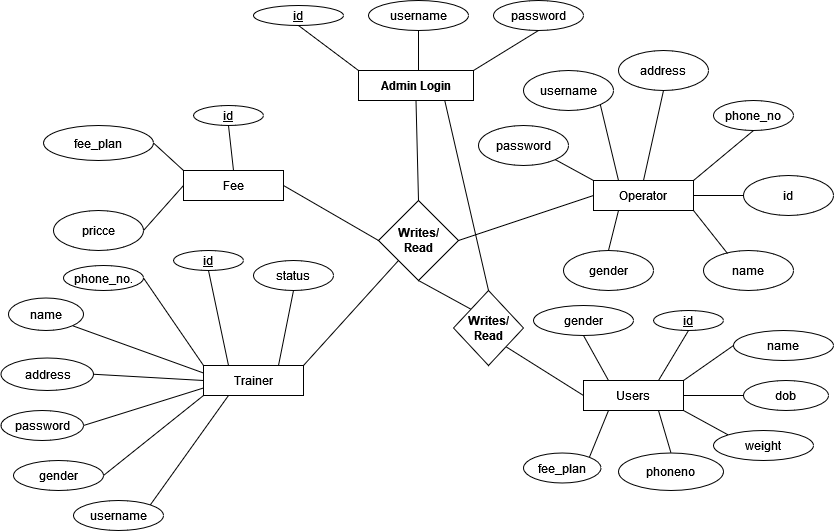 id
username
password
Admin Login
address
username
id
phone_no
fee_plan
password
Fee
Operator
id
pricce
Writes/
Read
id
gender
name
phone_no.
status
name
Writes/
Read
gender
id
name
address
Trainer
Users
dob
password
weight
gender
fee_plan
phoneno
username